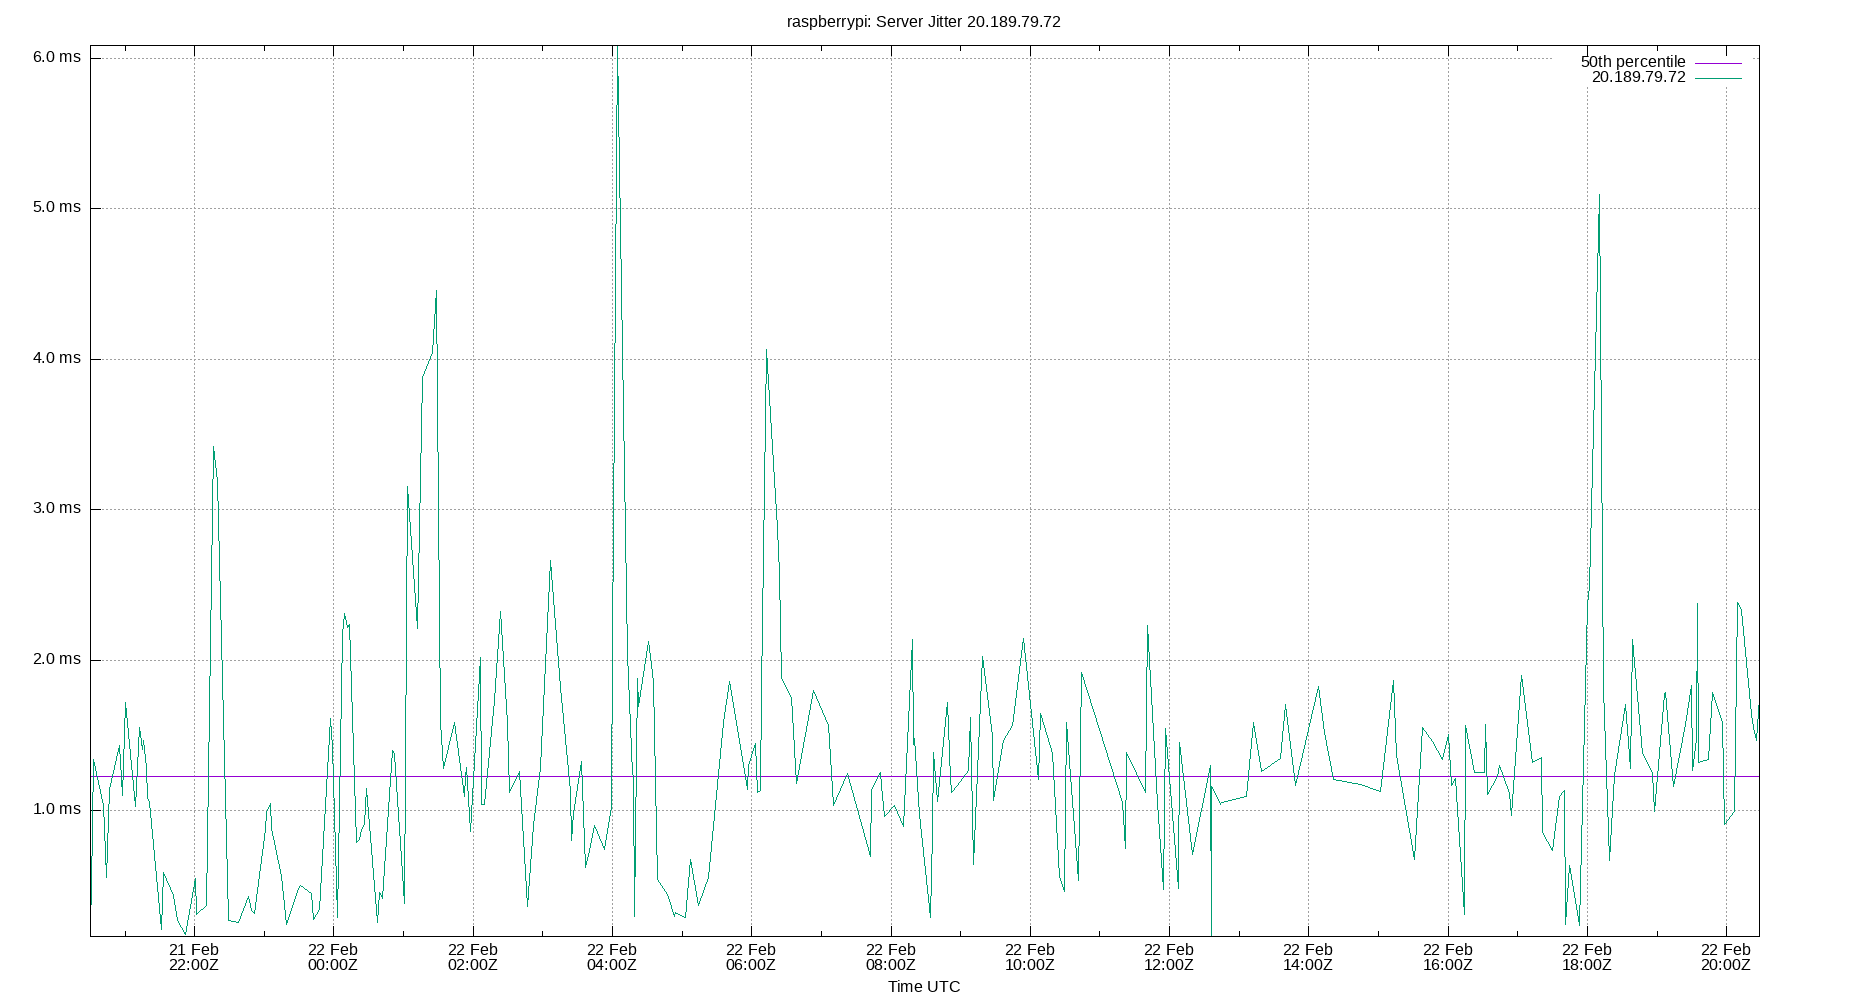 raspberrypi: Server Jitter 20.189.79.72
6.0 ms
5.0 ms
4.0 ms
3.0 ms
2.0 ms
1.0 ms
50th percentile
20.189.79.72
21 Feb
22:00Z
22 Feb
00:00Z
22 Feb
02:00Z
22 Feb
04:00Z
22 Feb
06:00Z
22 Feb
08:00Z
22 Feb
10:00Z
22 Feb
12:00Z
22 Feb
14:00Z
22 Feb
16:00Z
22 Feb
18:00Z
22 Feb
20:00Z
Time UTC